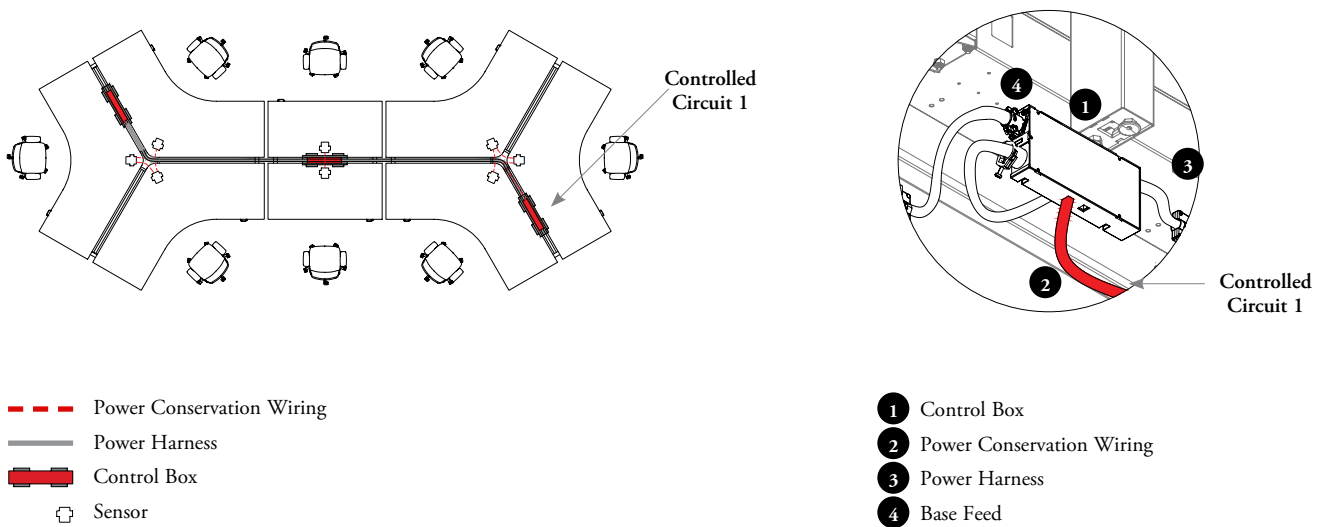 Controlled
Circuit 1
4
1
3
2
Controlled
Circuit 1
Power Conservation Wiring
Power Harness
Control Box
Sensor
1 Control Box
2 Power Conservation Wiring
3 Power Harness
4 Base Feed